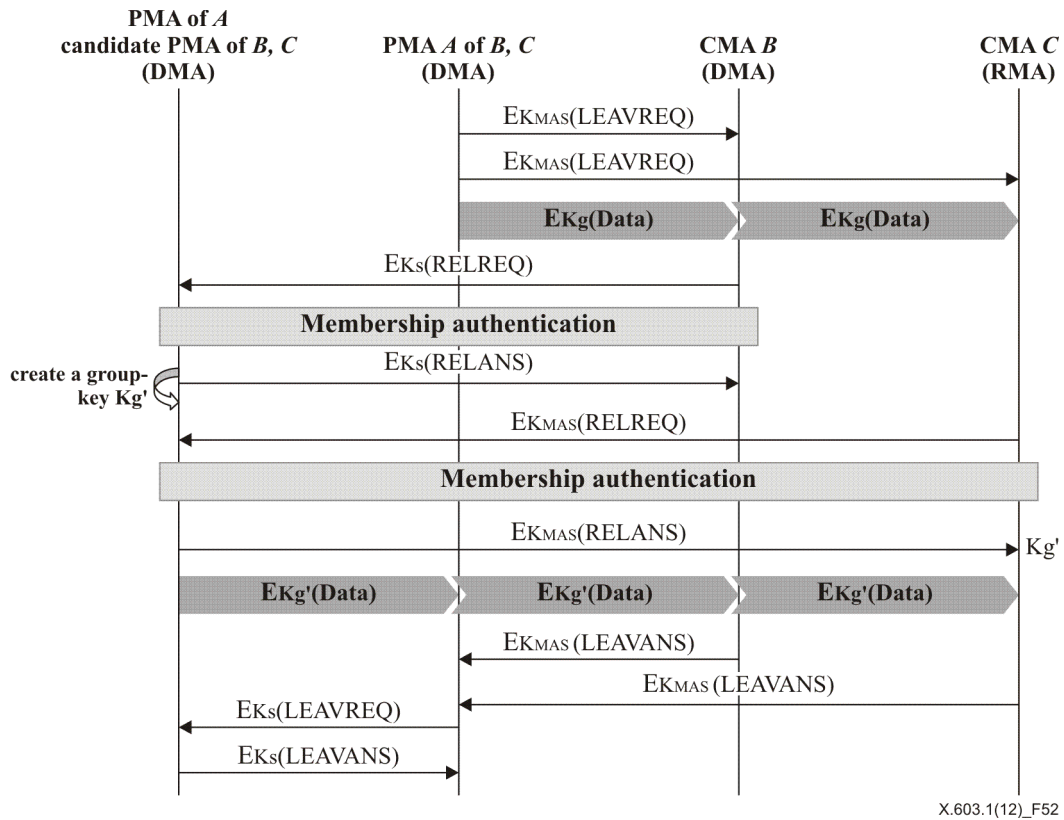 PMA of A
candidate PMA of B, C
(DMA)
PMA A of B, C
(DMA)
CMA B
(DMA)
CMA C
(RMA)
EKMAS(LEAVREQ)
EKMAS(LEAVREQ)
EKg(Data)
EKg(Data)
EKs(RELREQ)
Membership authentication
EKs(RELANS)
create a group-
key Kg'
EKMAS(RELREQ)
Membership authentication
EKMAS(RELANS)
Kg'
EKg'(Data)
EKg'(Data)
EKg'(Data)
EKMAS (LEAVANS)
EKMAS (LEAVANS)
EKs(LEAVREQ)
EKs(LEAVANS)
X.603.1(12)_F52